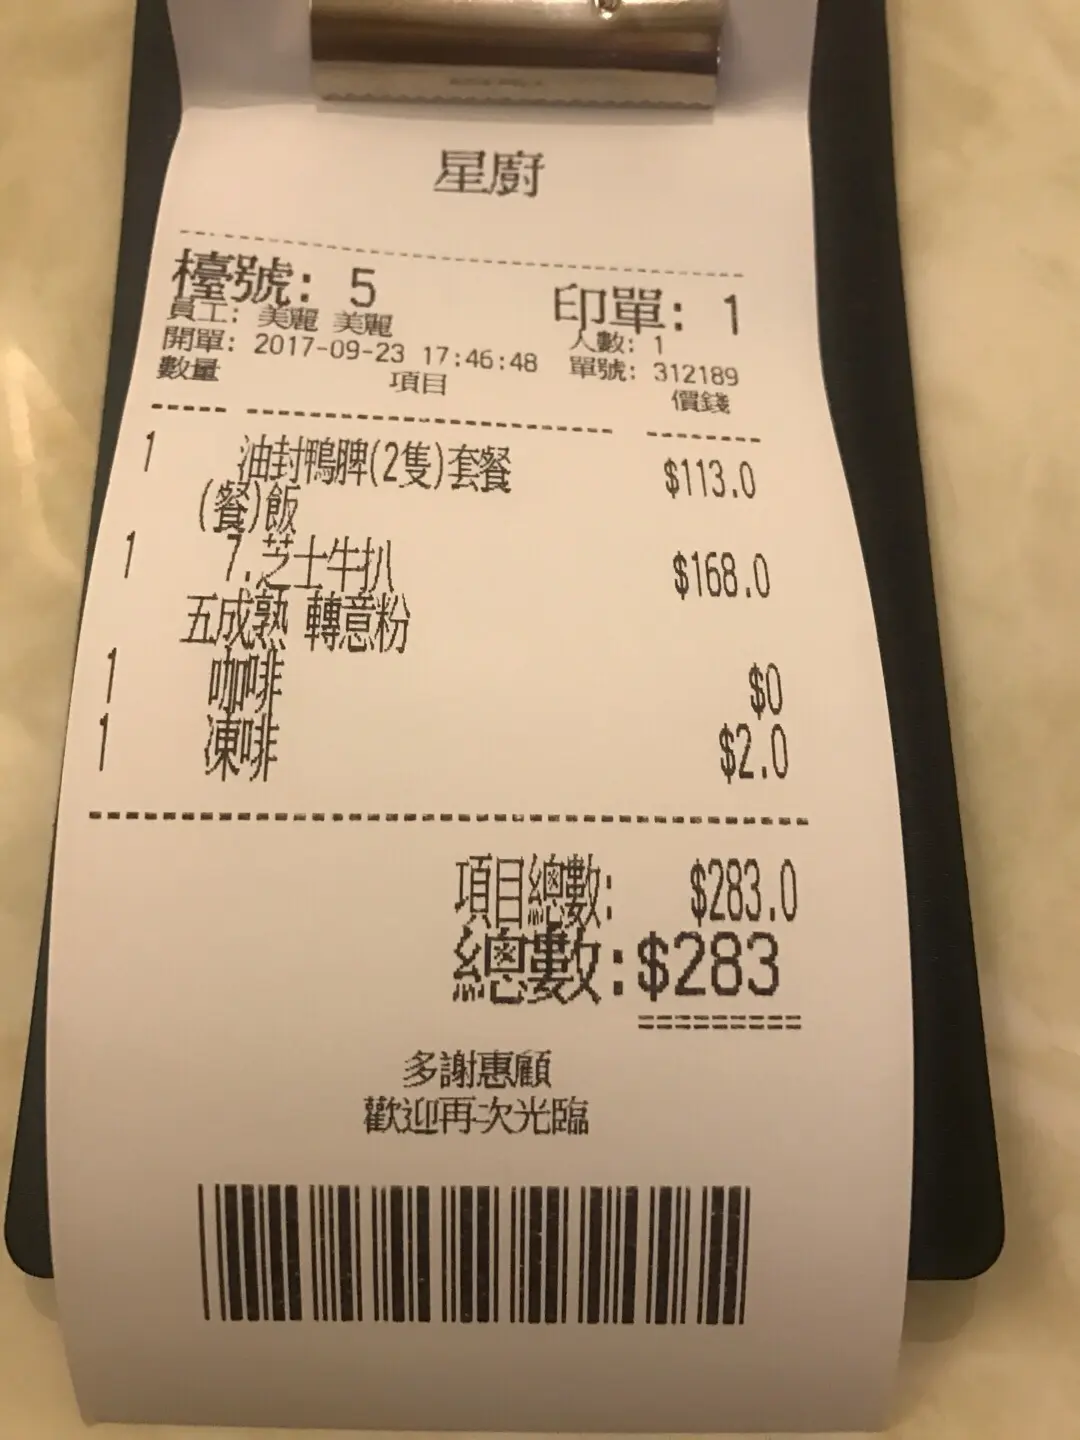 星廚
檯號: 5 印單: 1
員工: 美麗 美麗 人數: 1
開單: 2017-09-23 17:46:48 單號: 312189
數量 項目 價錢
1 油封鴨脾(2隻)套餐 $113.0
(餐)飯
1 7.芝士牛扒 $168.0
五成熟 轉意粉
1 咖啡 $0
1 凍啡 $2.0
項目總數: $283.0
總數:$283
多謝惠顧
歡迎再次光臨